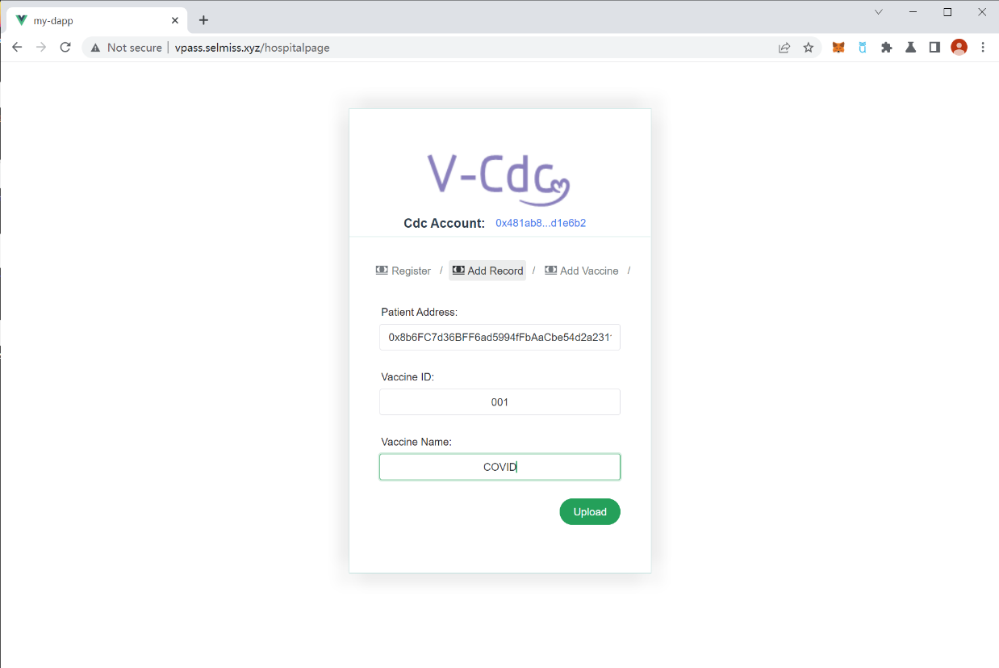 my-dapp
Not secure | vpass.selmiss.xyz/hospitalpage
V-Cdc
Cdc Account: 0x481ab8...d1e6b2
Register / Add Record / Add Vaccine /
Patient Address:
0x8b6FC7d36BFF6ad5994fFbAaCbe54d2a231
Vaccine ID:
001
Vaccine Name:
COVID
Upload